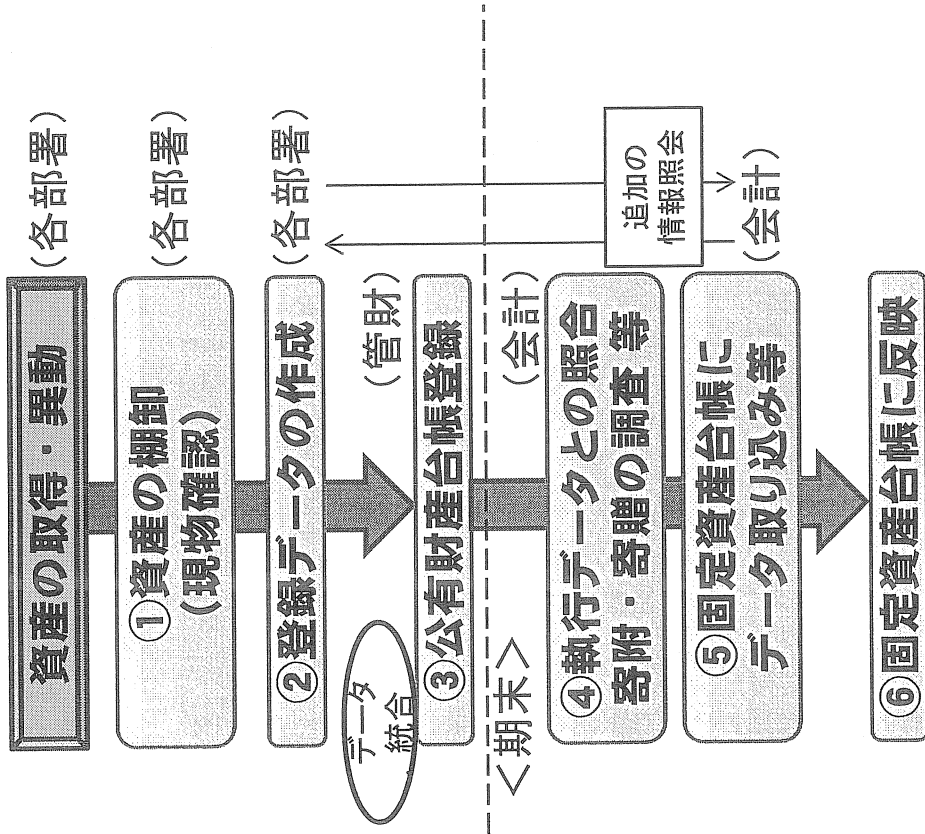 資産の取得・異動
(各部署)
①資産の棚卸
(現物確認)
(各部署)
②登録データの作成
(各部署)
データ
統合
(管財)
③公有財産台帳登録
<期末>
(会計)
④執行データとの照合
寄附・寄贈の調査 等
追加の
情報照会
⑤固定資産台帳に
データ取り込み等
(会計)
⑥固定資産台帳に反映